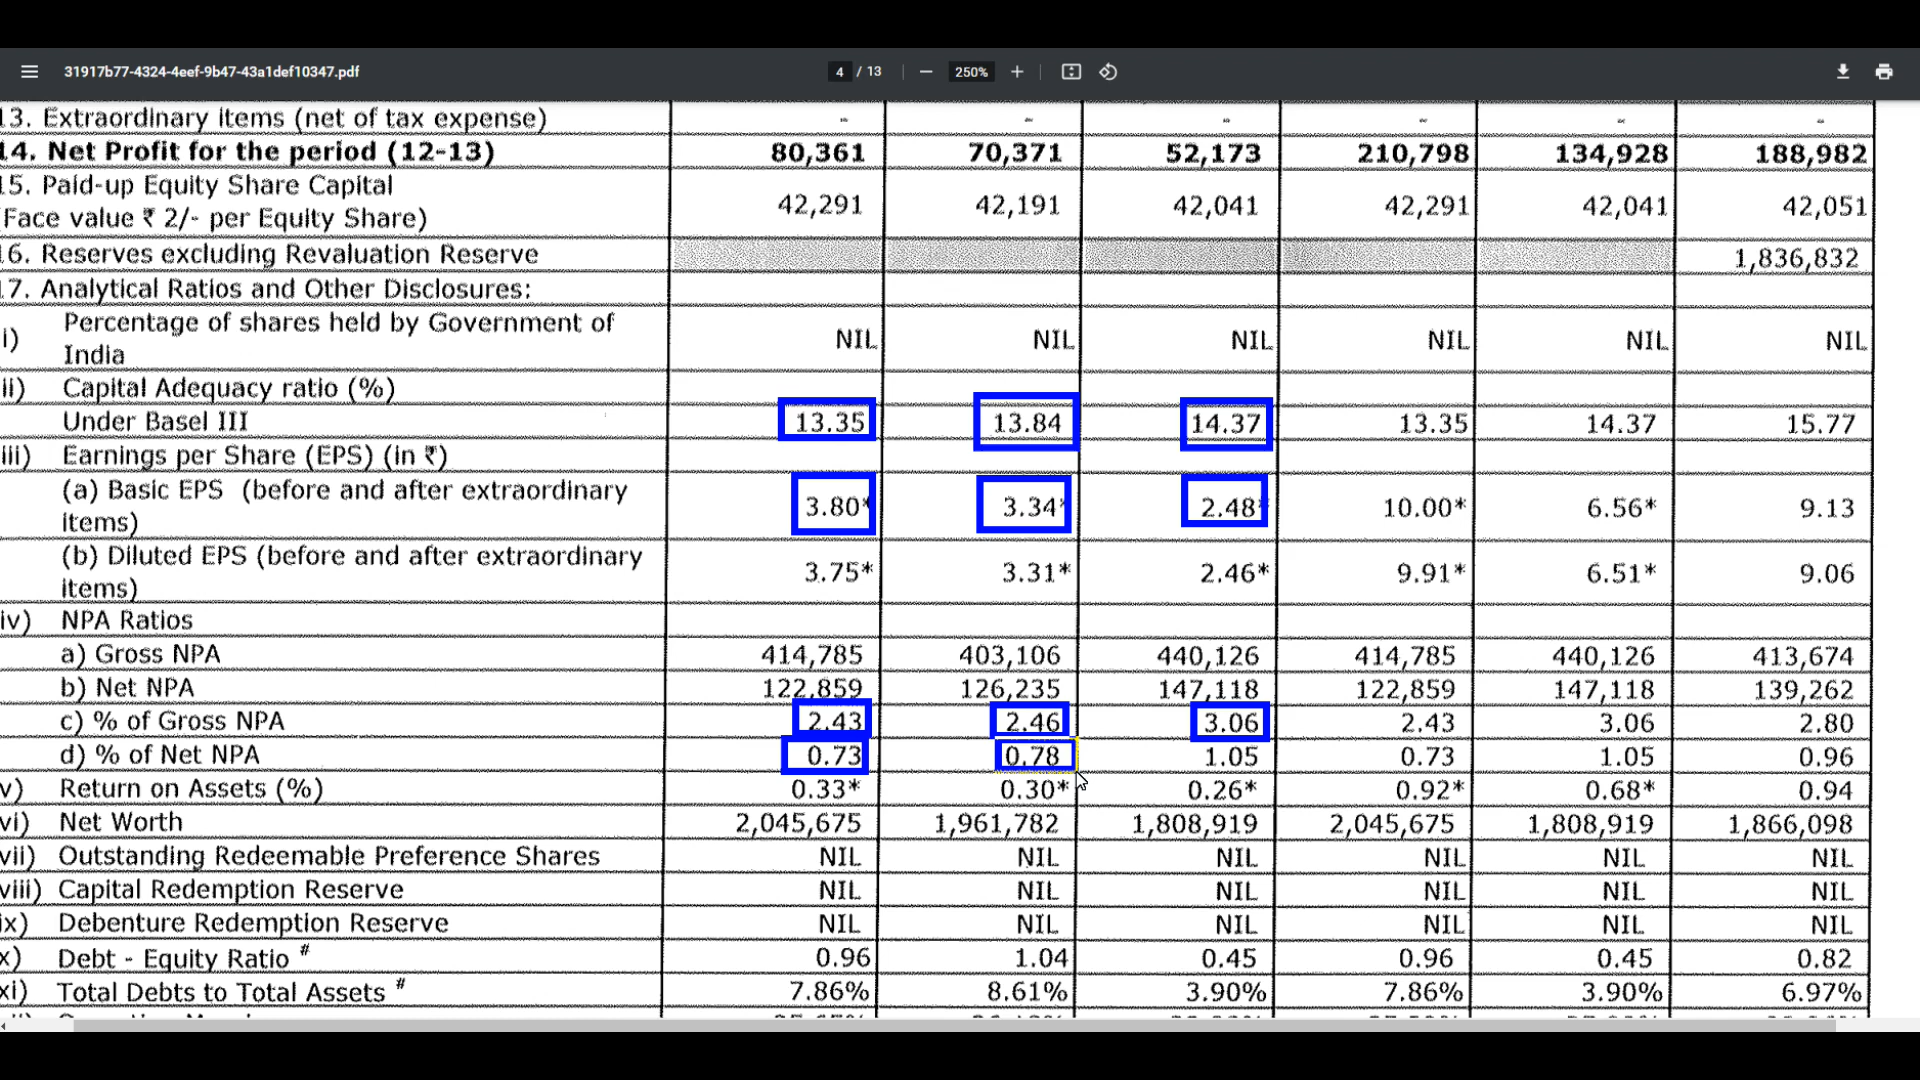 31917b77-4324-4eef-9b47-43a1def10347.pdf 4 / 13 — 250% +
13. Extraordinary items (net of tax expense) - - - - - -
14. Net Profit for the period (12-13) 80,361 70,371 52,173 210,798 134,928 188,982
15. Paid-up Equity Share Capital
(Face value ₹ 2/- per Equity Share) 42,291 42,191 42,041 42,291 42,041 42,051
16. Reserves excluding Revaluation Reserve 1,836,832
17. Analytical Ratios and Other Disclosures:
i) Percentage of shares held by Government of
India NIL NIL NIL NIL NIL NIL
ii) Capital Adequacy ratio (%)
Under Basel III 13.35 13.84 14.37 13.35 14.37 15.77
iii) Earnings per Share (EPS) (in ₹)
(a) Basic EPS (before and after extraordinary
items) 3.80* 3.34* 2.48* 10.00* 6.56* 9.13
(b) Diluted EPS (before and after extraordinary
items) 3.75* 3.31* 2.46* 9.91* 6.51* 9.06
iv) NPA Ratios
a) Gross NPA 414,785 403,106 440,126 414,785 440,126 413,674
b) Net NPA 122,859 126,235 147,118 122,859 147,118 139,262
c) % of Gross NPA 2.43 2.46 3.06 2.43 3.06 2.80
d) % of Net NPA 0.73 0.78 1.05 0.73 1.05 0.96
v) Return on Assets (%) 0.33* 0.30* 0.26* 0.92* 0.68* 0.94
vi) Net Worth 2,045,675 1,961,782 1,808,919 2,045,675 1,808,919 1,866,098
vii) Outstanding Redeemable Preference Shares NIL NIL NIL NIL NIL NIL
viii) Capital Redemption Reserve NIL NIL NIL NIL NIL NIL
ix) Debenture Redemption Reserve NIL NIL NIL NIL NIL NIL
x) Debt - Equity Ratio # 0.96 1.04 0.45 0.96 0.45 0.82
xi) Total Debts to Total Assets # 7.86% 8.61% 3.90% 7.86% 3.90% 6.97%